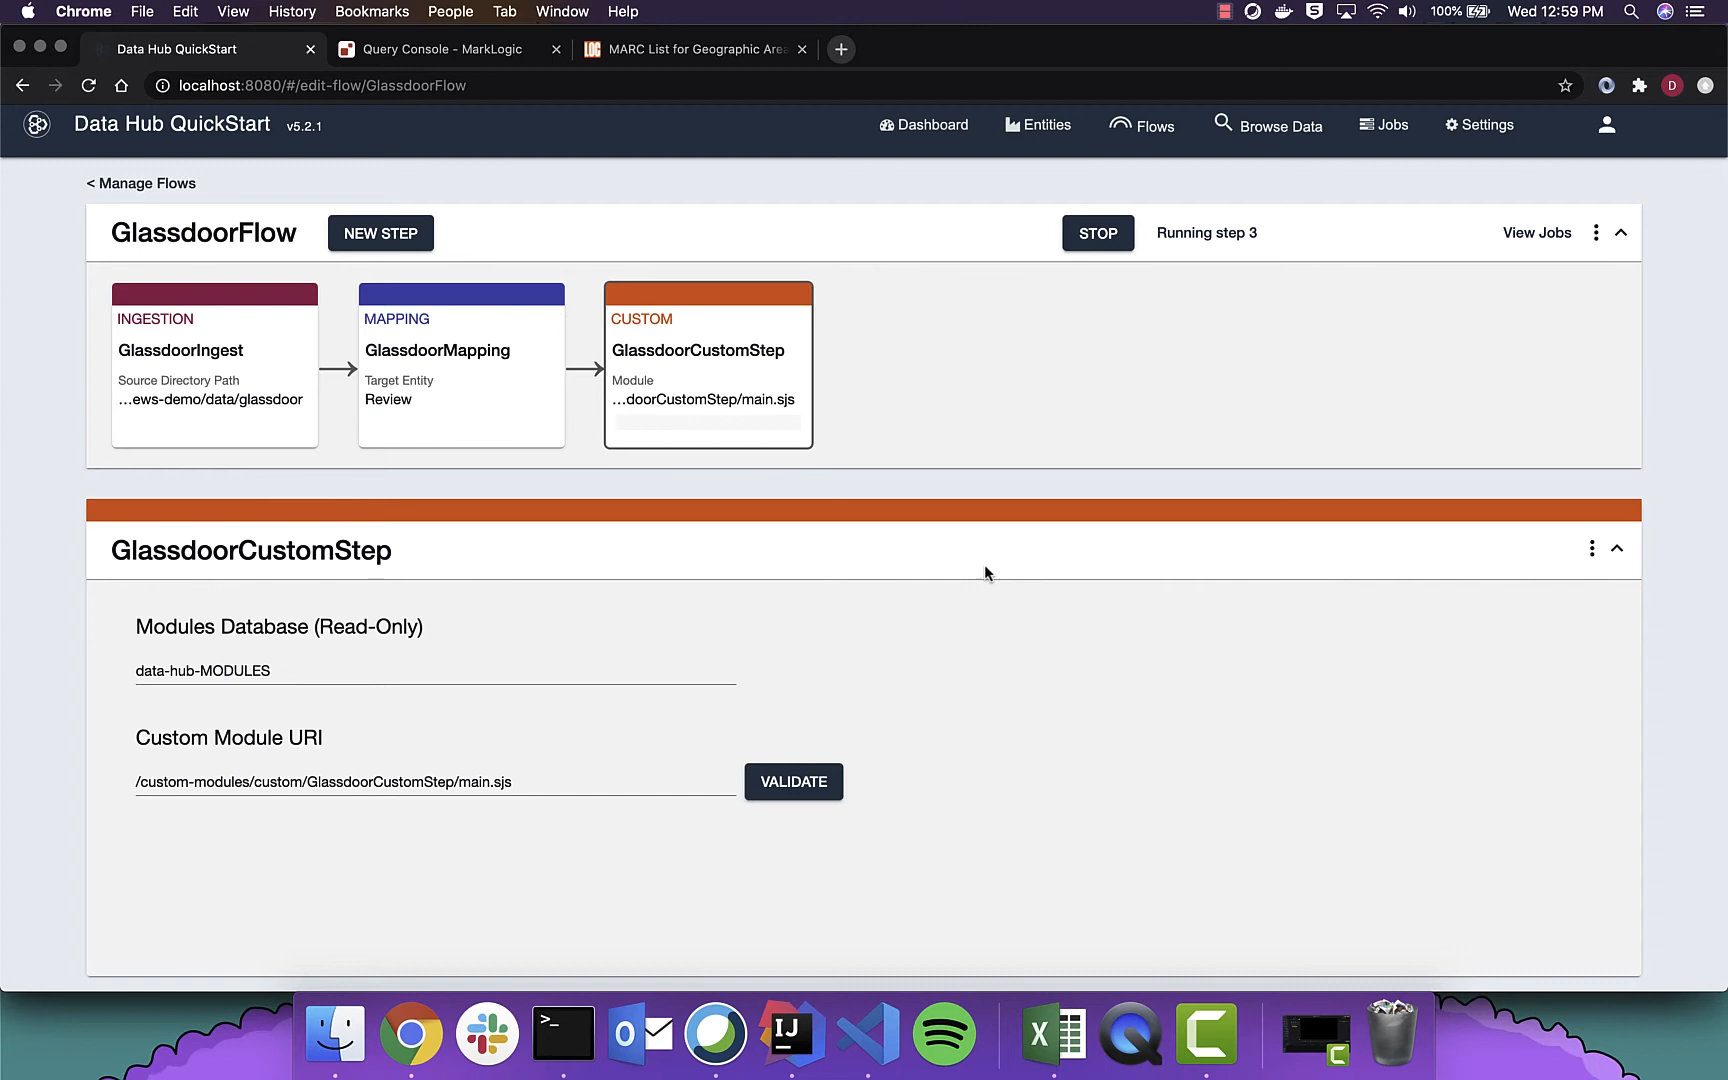 Chrome File Edit View History Bookmarks People Tab Window Help 100% Wed 12:59 PM
Data Hub QuickStart Query Console - MarkLogic LOC MARC List for Geographic Area
localhost:8080/#/edit-flow/GlassdoorFlow D
Data Hub QuickStart v5.2.1 Dashboard Entities Flows Browse Data Jobs Settings
< Manage Flows
GlassdoorFlow NEW STEP STOP Running step 3 View Jobs
INGESTION
GlassdoorIngest
Source Directory Path
...ews-demo/data/glassdoor
MAPPING
GlassdoorMapping
Target Entity
Review
CUSTOM
GlassdoorCustomStep
Module
...doorCustomStep/main.sjs
GlassdoorCustomStep
Modules Database (Read-Only)
data-hub-MODULES
Custom Module URI
/custom-modules/custom/GlassdoorCustomStep/main.sjs VALIDATE